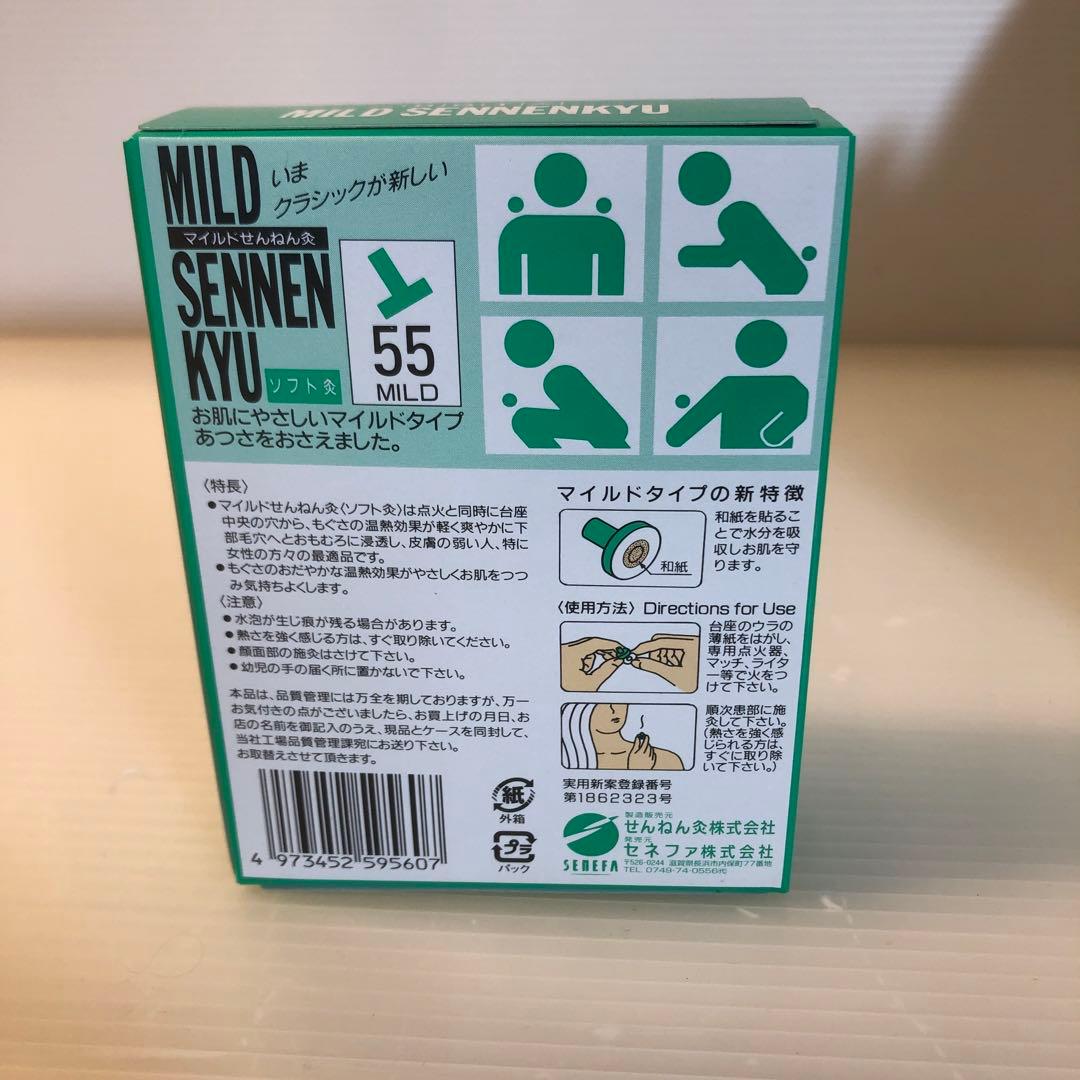 MILD SENNENKYU
MILD
いま
クラシックが新しい
マイルドせんねん灸
SENNEN
KYU
ソフト灸
55
MILD
お肌にやさしいマイルドタイプ
あつさをおさえました。
〈特長〉
●マイルドせんねん灸〈ソフト灸〉は点火と同時に台座
中央の穴から、もぐさの温熱効果が軽く爽やかに下
部毛穴へとおもむろに浸透し、皮膚の弱い人、特に
女性の方々の最適品です。
●もぐさのおだやかな温熱効果がやさしくお肌をつつ
み気持ちよくします。
〈注意〉
●水泡が生じ痕が残る場合があります。
●熱さを強く感じる方は、すぐ取り除いてください。
●顔面部の施灸はさけて下さい。
●幼児の手の届く所に置かないで下さい。
本品は、品質管理には万全を期しておりますが、万一
お気付きの点がございましたら、お買上げの月日、お
店の名前を御記入のうえ、現品とケースを同封して、
当社工場品質管理課宛にお送り下さい。
お取替えさせて頂きます。
4 973452 595607
紙
外箱
プラ
パック
マイルドタイプの新特徴
和紙を貼るこ
とで水分を吸
収しお肌を守
ります。
和紙
〈使用方法〉 Directions for Use
台座のウラの
薄紙をはがし、
専用点火器、
マッチ、ライタ
ー等で火をつ
けて下さい。
順次患部に施
灸して下さい。
(熱さを強く感
じられる方は、
すぐに取り除
いて下さい。)
実用新案登録番号
第1862323号
製造販売元
せんねん灸株式会社
発売元
セネファ株式会社
SENEFA
〒526-0244 滋賀県長浜市内保町77番地
TEL. 0749-74-0556代